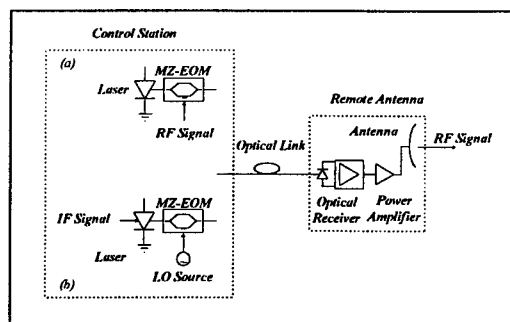 Control Station
(a)
MZ-EOM
Laser
RF Signal
Remote Antenna
Antenna
RF Signal
Optical Link
Optical Receiver
Power Amplifier
MZ-EOM
IF Signal
Laser
LO Source
(b)